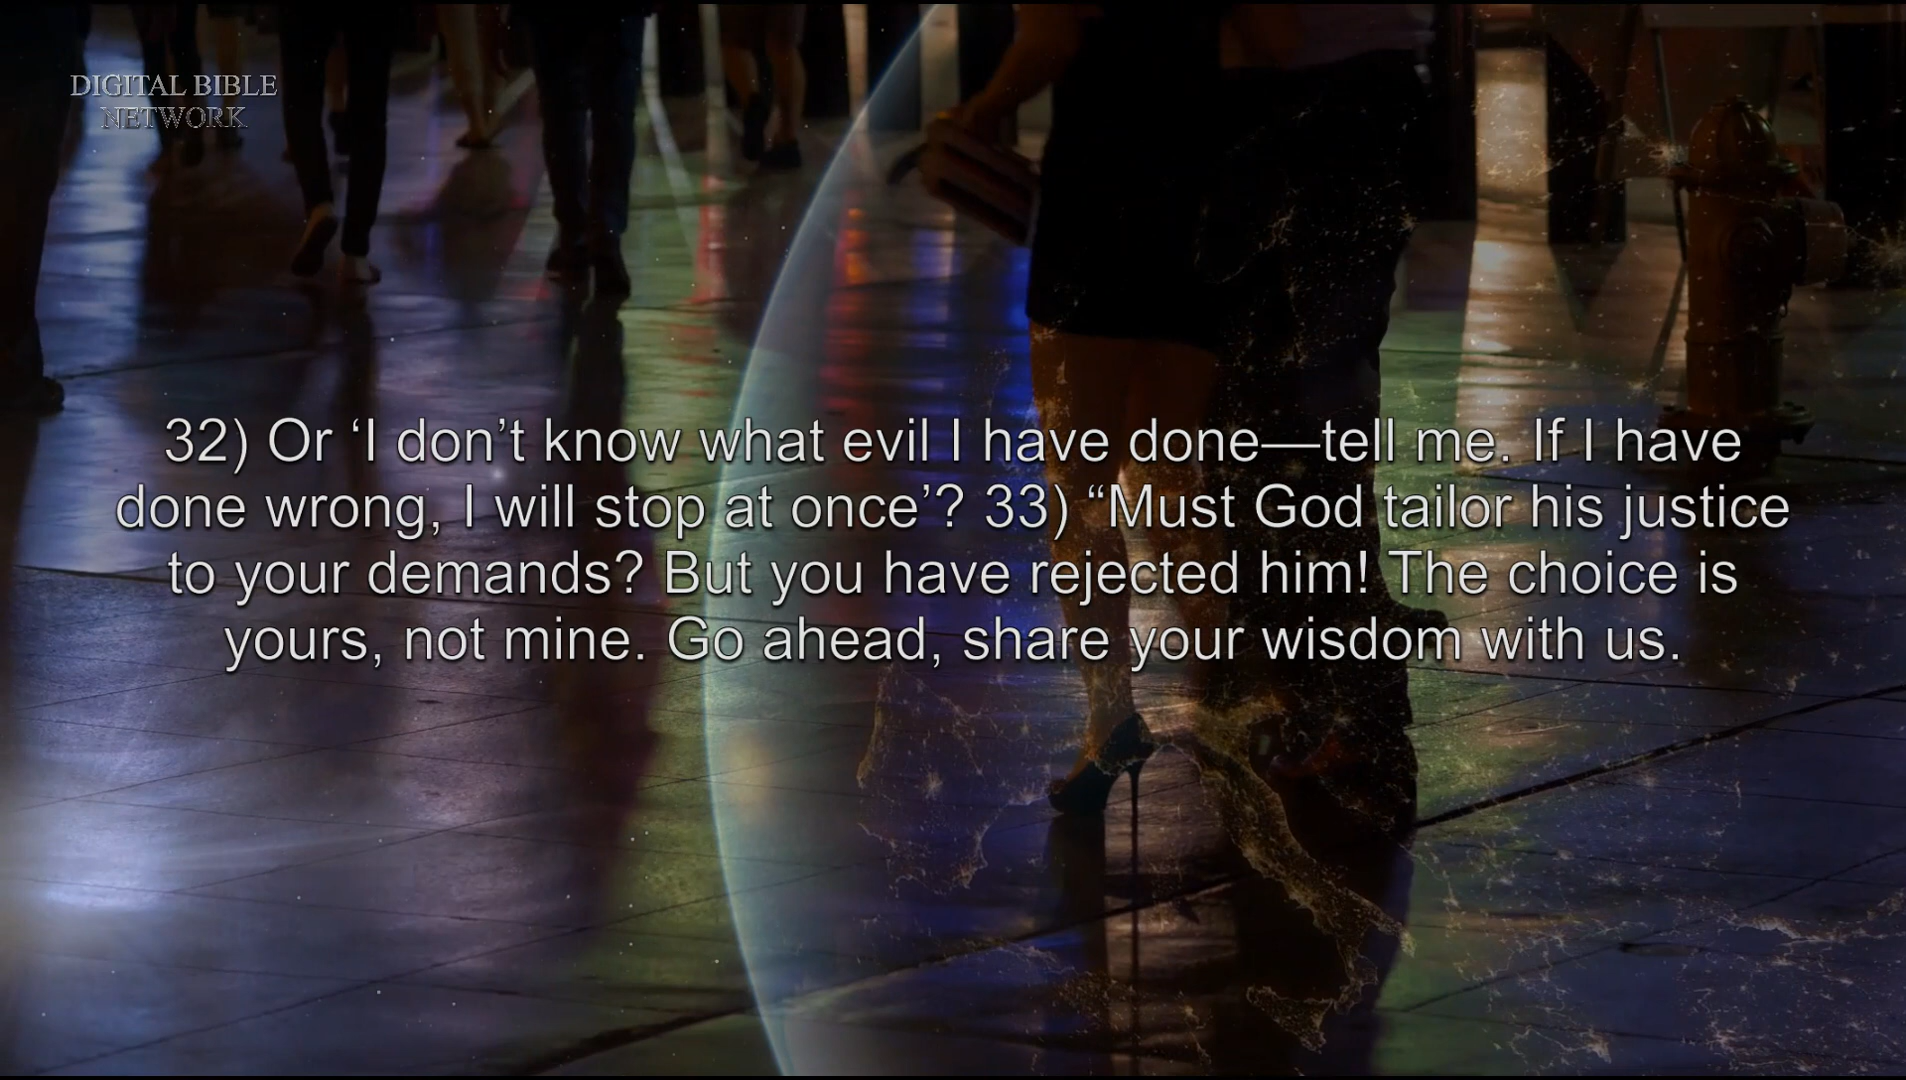 DIGITAL BIBLE
NETWORK
32) Or ‘I don’t know what evil I have done—tell me. If I have
done wrong, I will stop at once’? 33) “Must God tailor his justice
to your demands? But you have rejected him! The choice is
yours, not mine. Go ahead, share your wisdom with us.